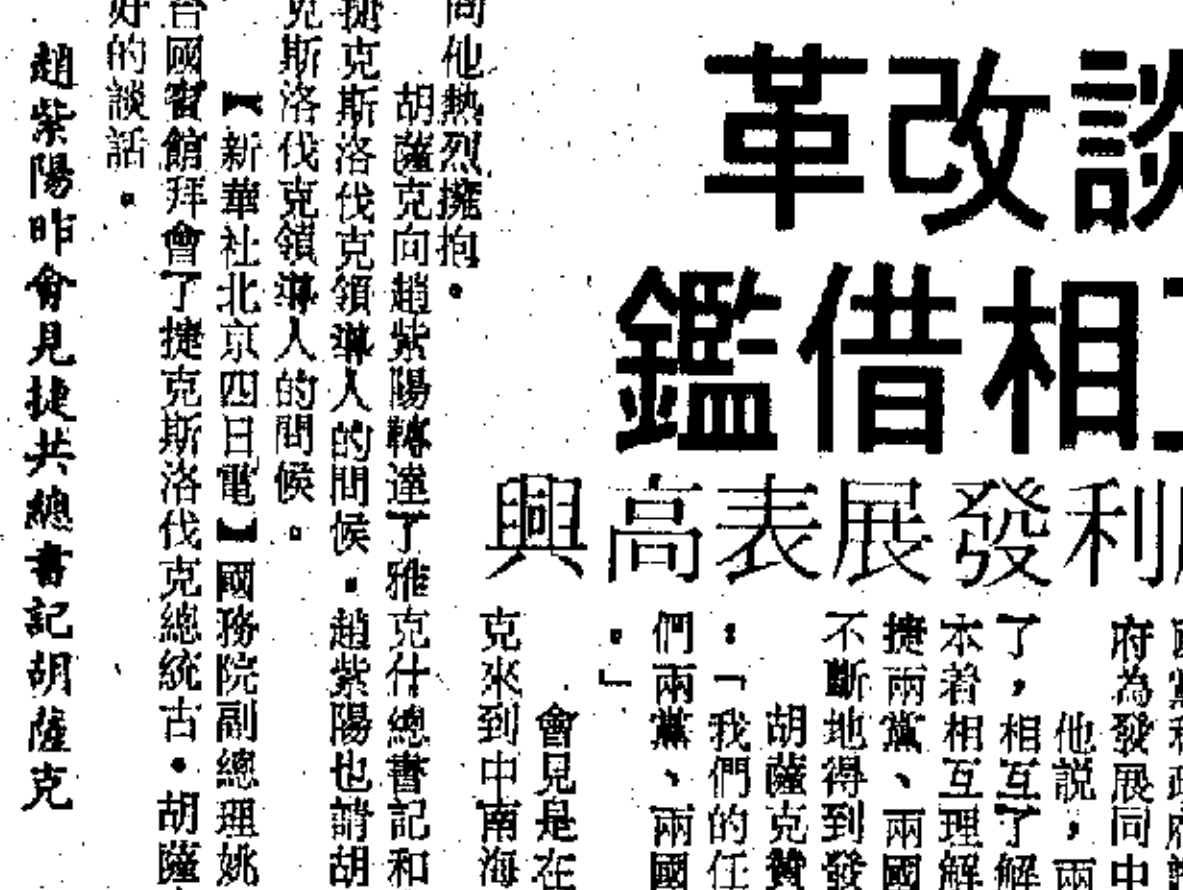 談改革
相借鑑
利發展表高興
府為發展同中
他説，兩
了，相互了解
本着相互理解
捷兩黨、兩國
不斷地得到發
胡薩克贊
：「我們的任
們兩黨、兩國
。」
會見是在
克來到中南海
同他熱烈擁抱。
胡薩克向趙紫陽轉達了雅克什總書記和
捷克斯洛伐克領導人的問候。趙紫陽也請胡
克斯洛伐克領導人的問候。
【新華社北京四日電】國務院副總理姚
台國賓館拜會了捷克斯洛伐克總統古・胡薩
好的談話。
趙紫陽昨會見捷共總書記胡薩克